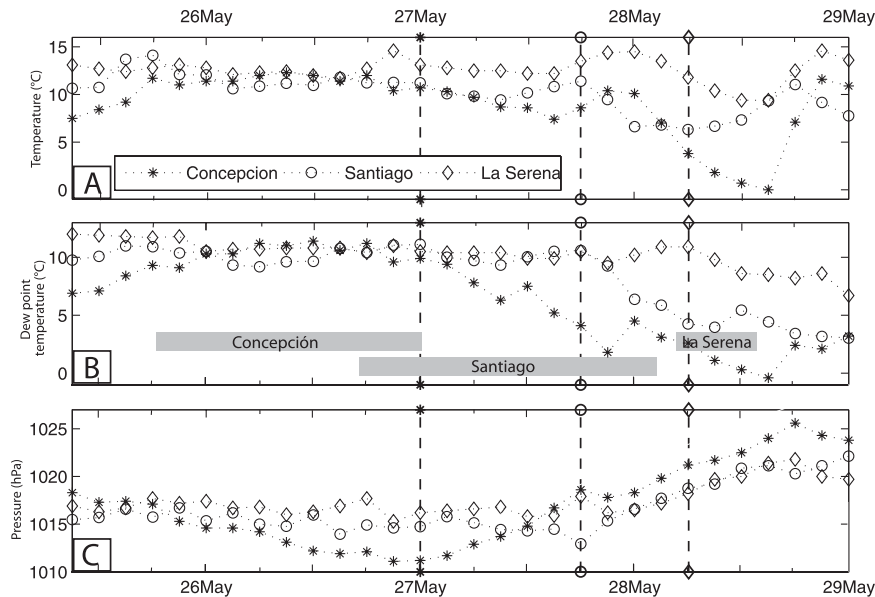 26May 27May 28May 29May
15
10
5
0
Temperature (°C)
A
Concepcion Santiago La Serena
10
5
0
Dew point
temperature (°C)
B
Concepción
La Serena
Santiago
1025
1020
1015
1010
Pressure (hPa)
C
26May 27May 28May 29May